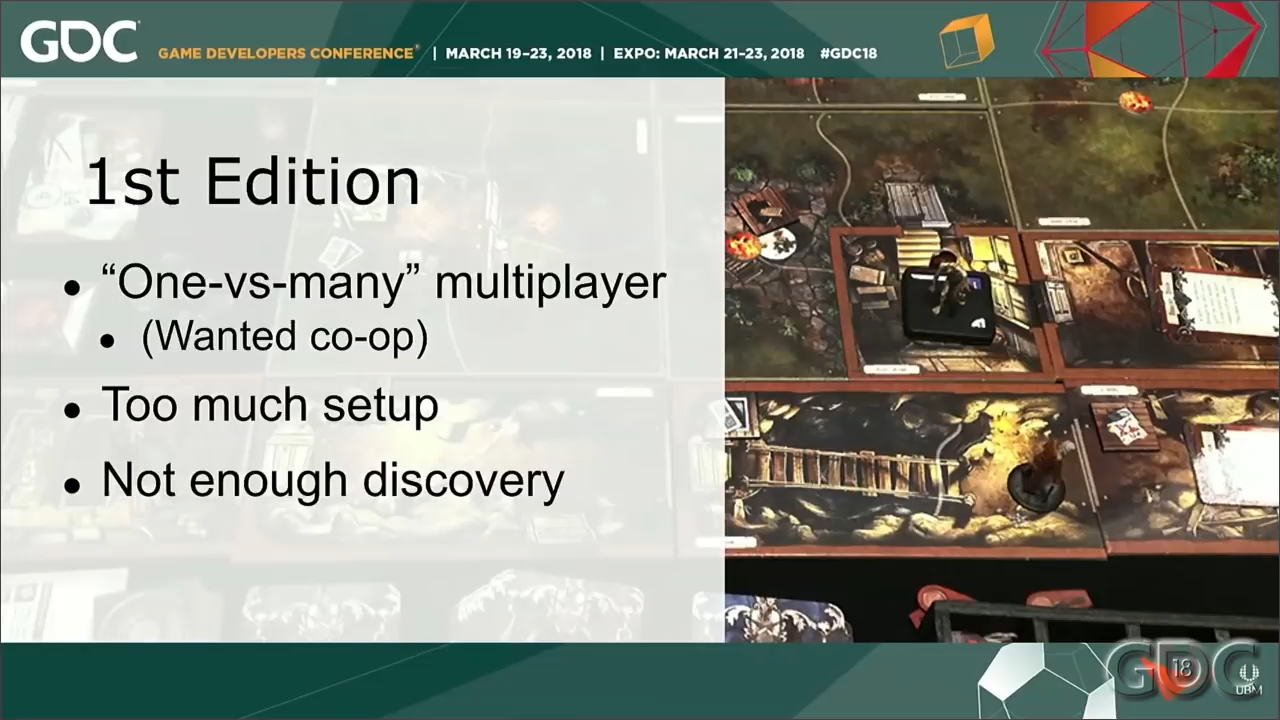 GDC
GAME DEVELOPERS CONFERENCE® | MARCH 19–23, 2018 | EXPO: MARCH 21–23, 2018 #GDC18
1st Edition
• “One-vs-many” multiplayer
• (Wanted co-op)
• Too much setup
• Not enough discovery
GDC 18
UBM